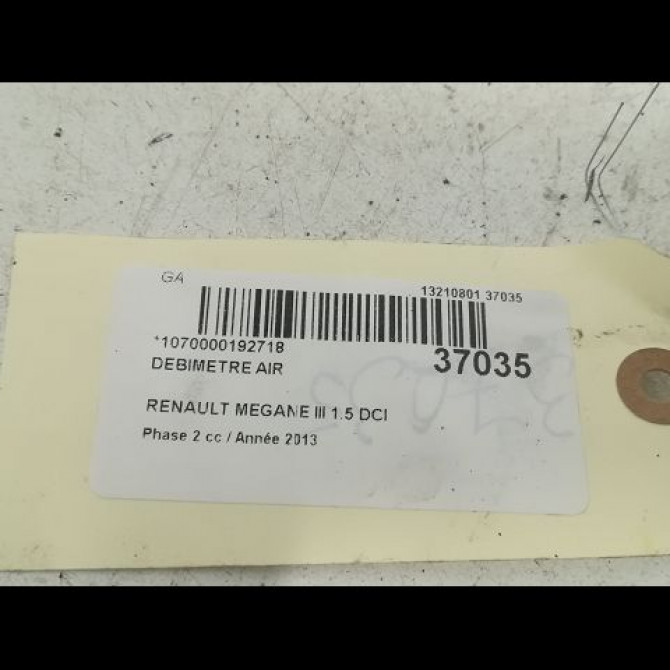 GA
13210801 37035
*1070000192718
37035
DEBIMETRE AIR
RENAULT MEGANE III 1.5 DCI
Phase 2 cc / Année 2013